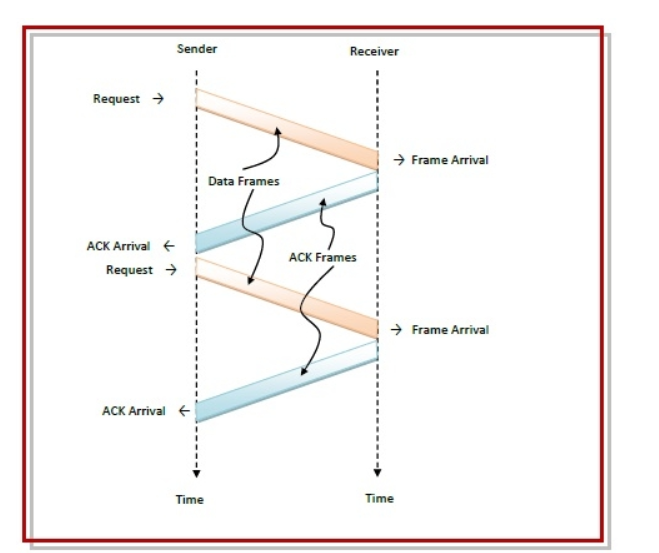 Sender
Receiver
Request →
→ Frame Arrival
Data Frames
ACK Arrival ←
ACK Frames
Request →
→ Frame Arrival
ACK Arrival ←
Time
Time